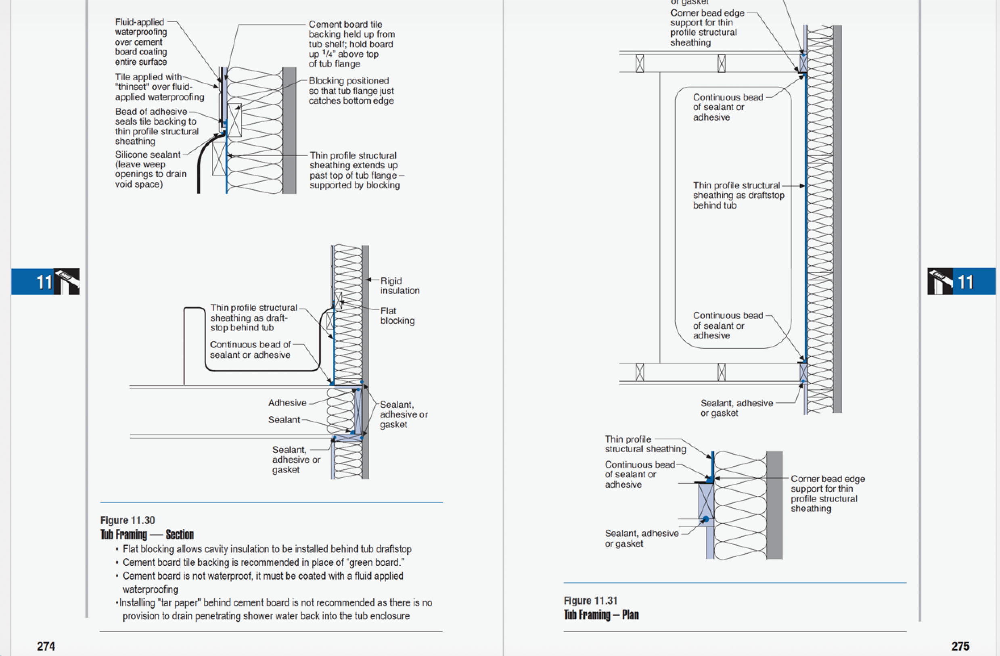 Fluid-applied
waterproofing
over cement
board coating
entire surface
Tile applied with
"thinset" over fluid-
applied waterproofing
Bead of adhesive
seals tile backing to
thin profile structural
sheathing
Silicone sealant
(leave weep
openings to drain
void space)
Cement board tile
backing held up from
tub shelf; hold board
up 1/4” above top
of tub flange
Blocking positioned
so that tub flange just
catches bottom edge
Thin profile structural
sheathing extends up
past top of tub flange –
supported by blocking
11
Rigid
insulation
Thin profile structural
sheathing as draft-
stop behind tub
Flat
blocking
Continuous bead of
sealant or adhesive
Adhesive
Sealant
Sealant,
adhesive or
gasket
Sealant,
adhesive or
gasket
Figure 11.30
Tub Framing — Section
• Flat blocking allows cavity insulation to be installed behind tub draftstop
• Cement board tile backing is recommended in place of “green board.”
• Cement board is not waterproof, it must be coated with a fluid applied
waterproofing
•Installing "tar paper" behind cement board is not recommended as there is no
provision to drain penetrating shower water back into the tub enclosure
274
or gasket
Corner bead edge
support for thin
profile structural
sheathing
Continuous bead
of sealant or
adhesive
Thin profile structural
sheathing as draftstop
behind tub
11
Continuous bead
of sealant or
adhesive
Sealant, adhesive
or gasket
Thin profile
structural sheathing
Continuous bead
of sealant or
adhesive
Corner bead edge
support for thin
profile structural
sheathing
Sealant, adhesive
or gasket
Figure 11.31
Tub Framing – Plan
275